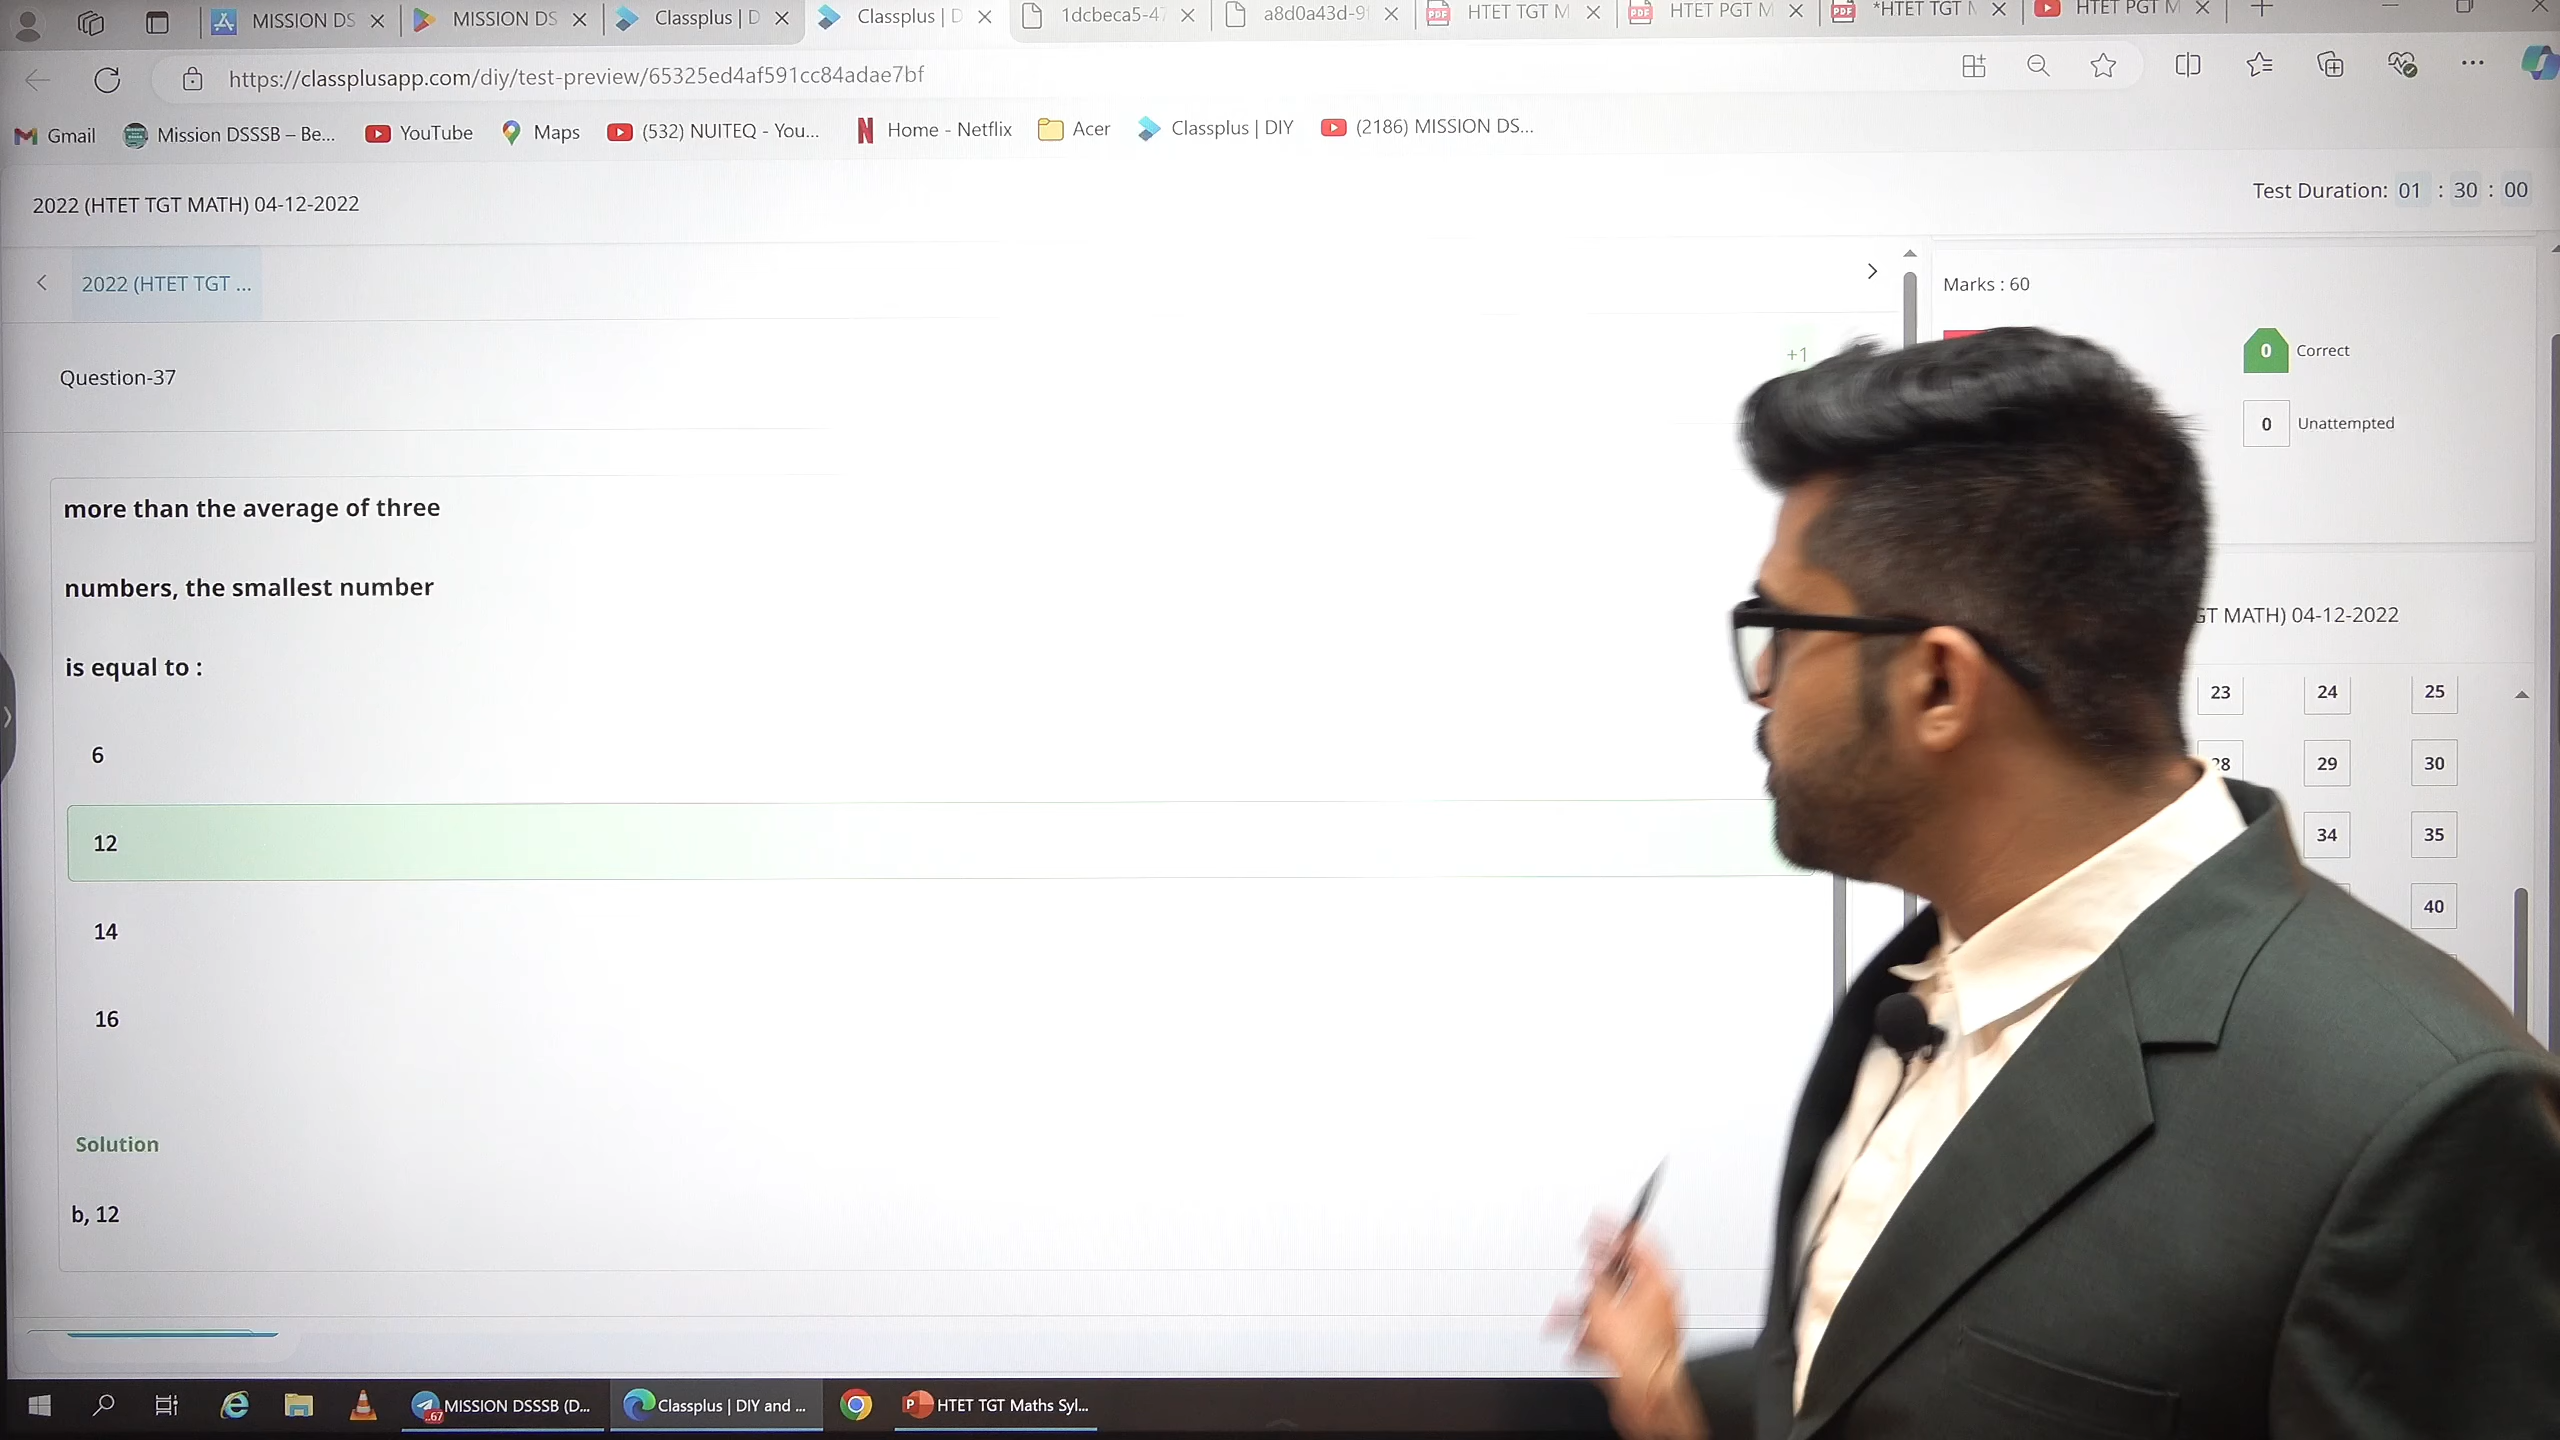 MISSION DS
MISSION DS
Classplus | D
Classplus | D
1dcbeca5-47
a8d0a43d-9f
HTET TGT M
HTET PGT M
*HTET TGT M
HTET PGT M
https://classplusapp.com/diy/test-preview/65325ed4af591cc84adae7bf
Gmail
Mission DSSSB – Be...
YouTube
Maps
(532) NUITEQ - You...
Home - Netflix
Acer
Classplus | DIY
(2186) MISSION DS...
2022 (HTET TGT MATH) 04-12-2022
Test Duration: 01 : 30 : 00
2022 (HTET TGT ...
Marks : 60
Question-37
+1
0 Correct
0 Unattempted
more than the average of three
numbers, the smallest number
is equal to :
6
12
14
16
Solution
b, 12
GT MATH) 04-12-2022
23 24 25
28 29 30
34 35
40
67
MISSION DSSSB (D...
Classplus | DIY and ...
HTET TGT Maths Syl...